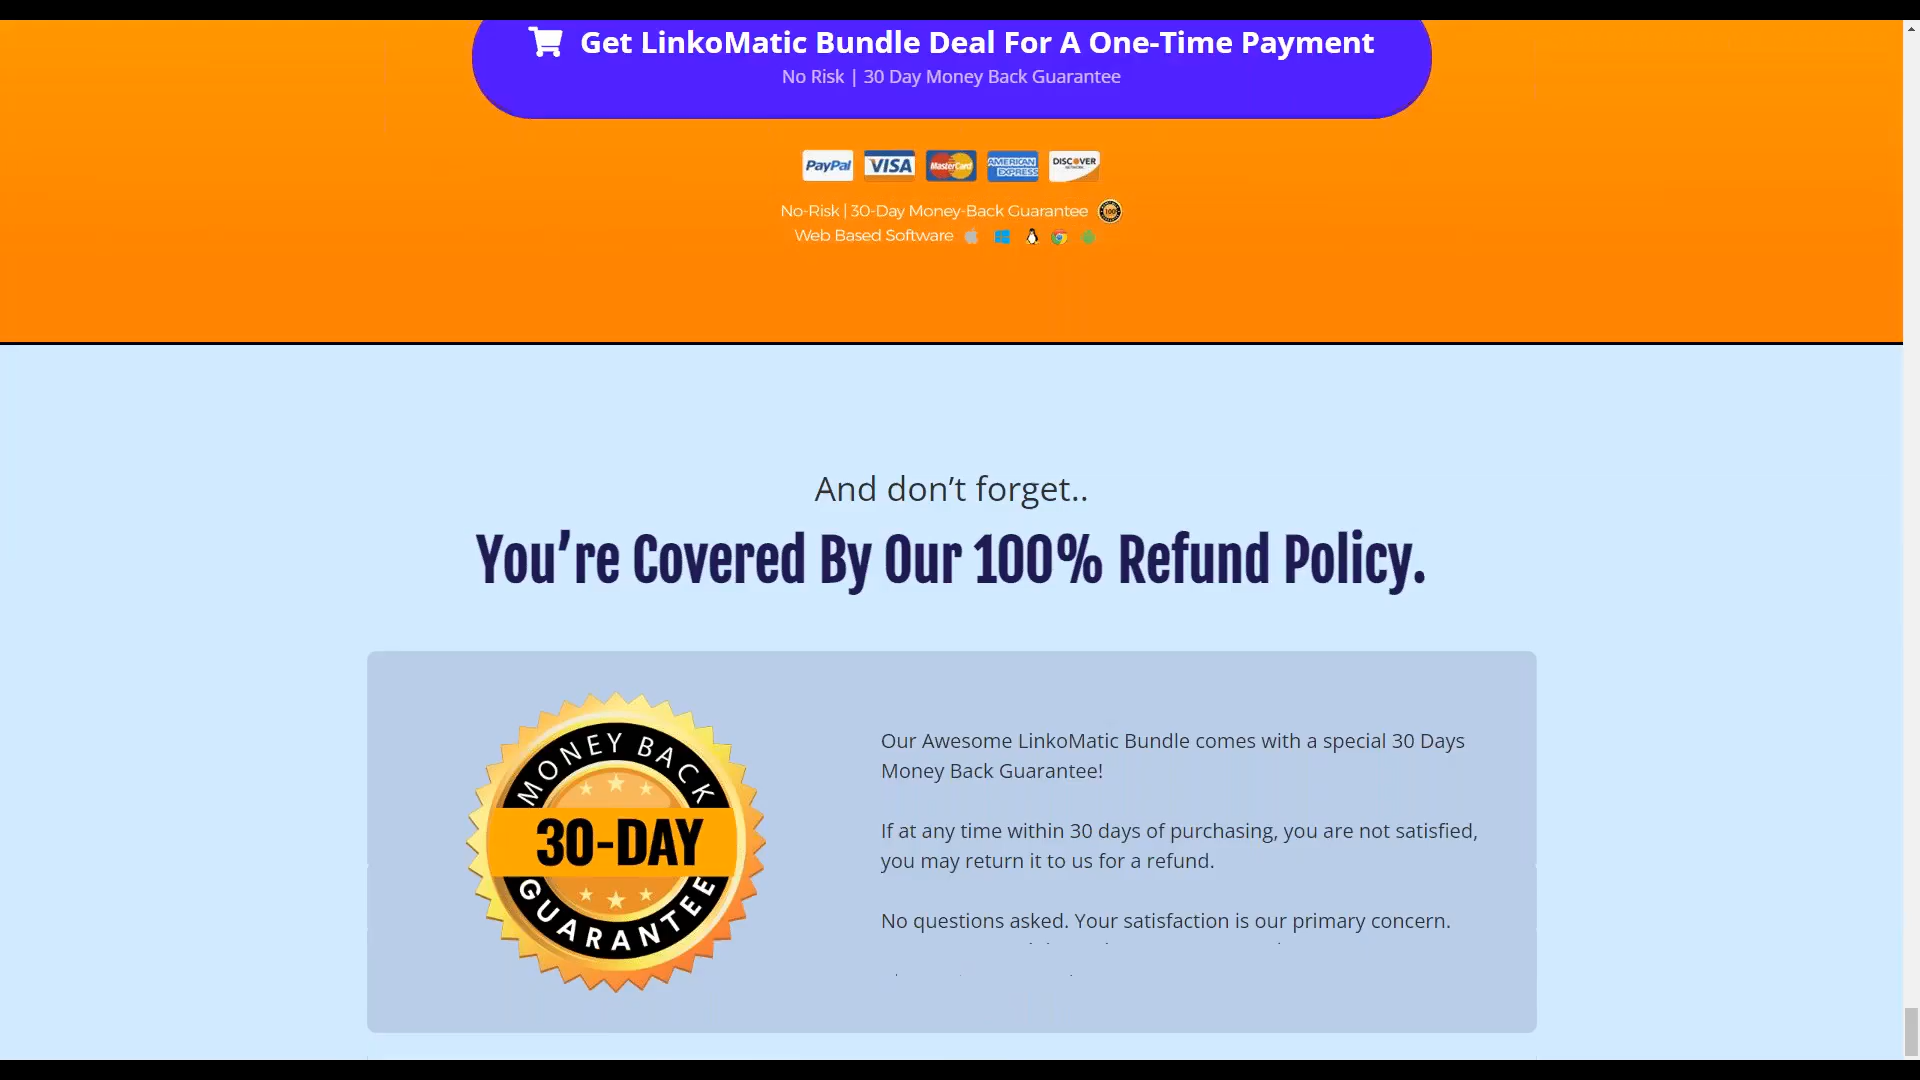 Get LinkoMatic Bundle Deal For A One-Time Payment
No Risk | 30 Day Money Back Guarantee
PayPal VISA MasterCard AMERICAN EXPRESS DISCOVER
No-Risk | 30-Day Money-Back Guarantee 100%
Web Based Software
And don’t forget..
You’re Covered By Our 100% Refund Policy.
MONEY BACK
30-DAY
GUARANTEE
Our Awesome LinkoMatic Bundle comes with a special 30 Days
Money Back Guarantee!
If at any time within 30 days of purchasing, you are not satisfied,
you may return it to us for a refund.
No questions asked. Your satisfaction is our primary concern.